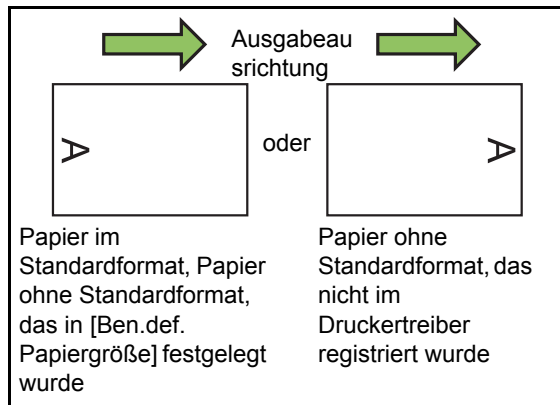 Ausgabeau
srichtung
A
oder
A
Papier im
Standardformat, Papier
ohne Standardformat,
das in [Ben.def.
Papiergröße] festgelegt
wurde
Papier ohne
Standardformat, das
nicht im
Druckertreiber
registriert wurde